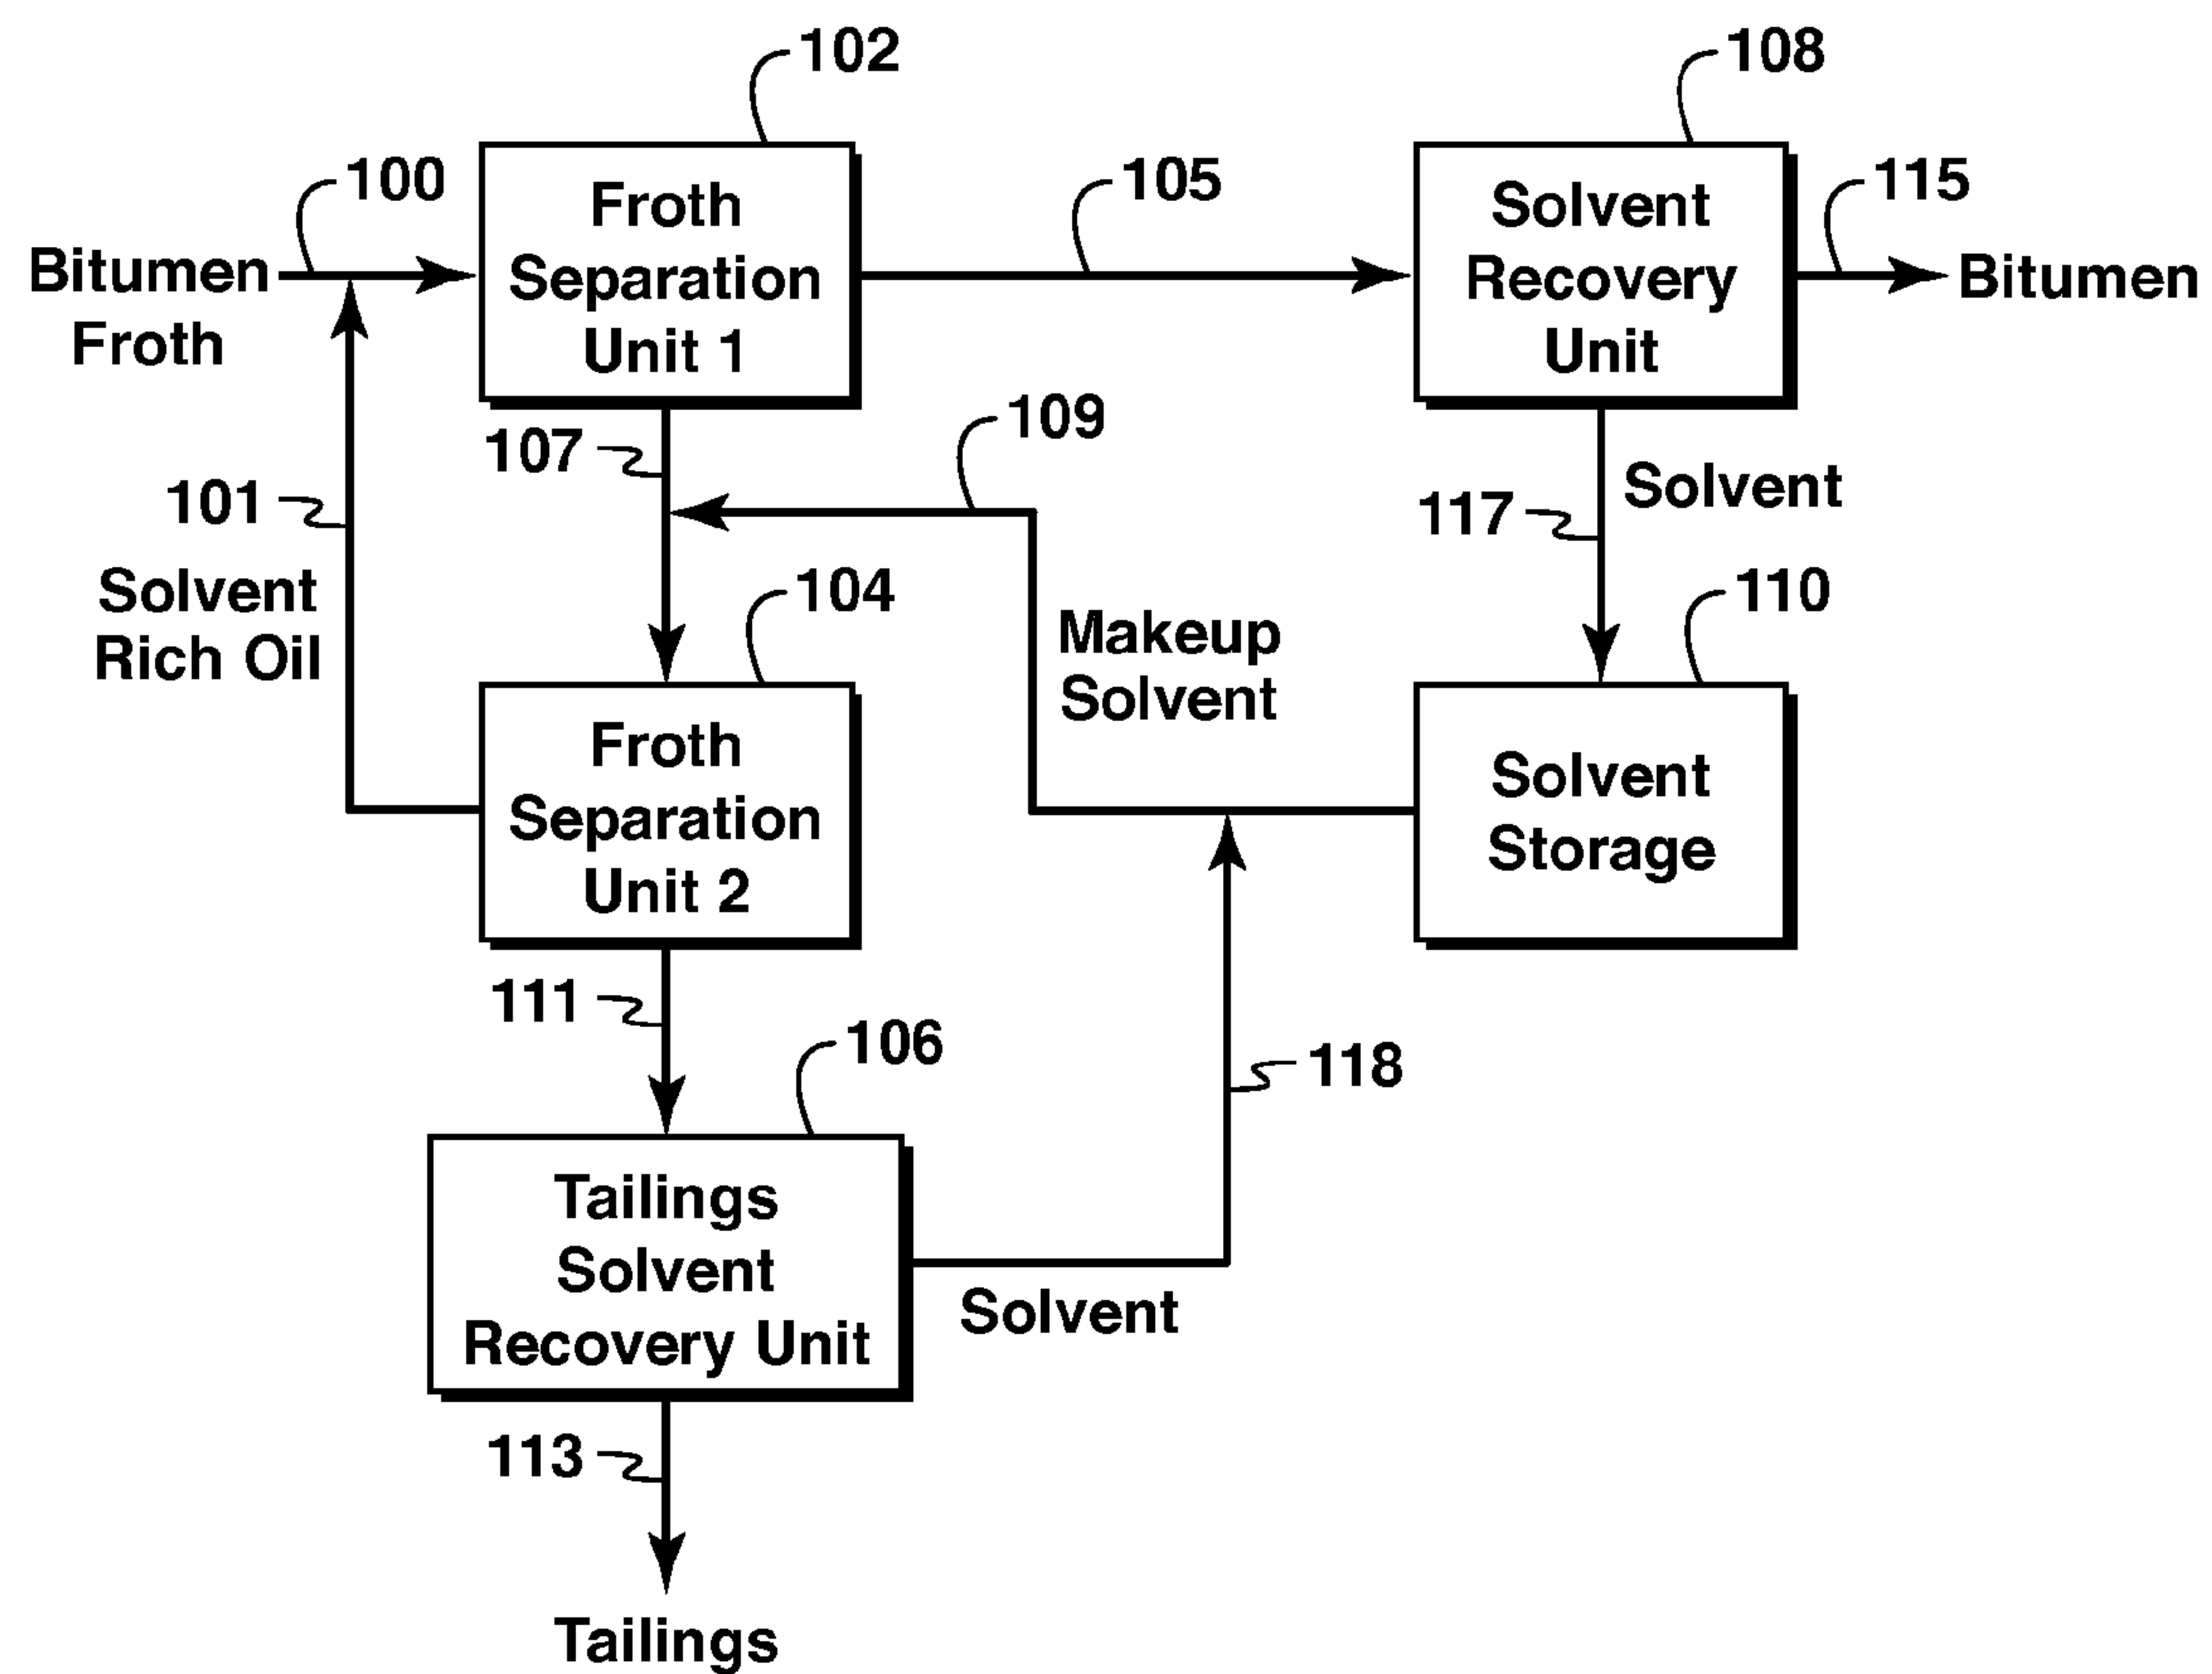 102
108
100
105
115
Froth
Separation
Unit 1
Solvent
Recovery
Unit
Bitumen
Froth
Bitumen
109
107
101
Solvent
Rich Oil
117
Solvent
104
110
Makeup
Solvent
Froth
Separation
Unit 2
Solvent
Storage
111
106
118
Tailings
Solvent
Recovery Unit
Solvent
113
Tailings